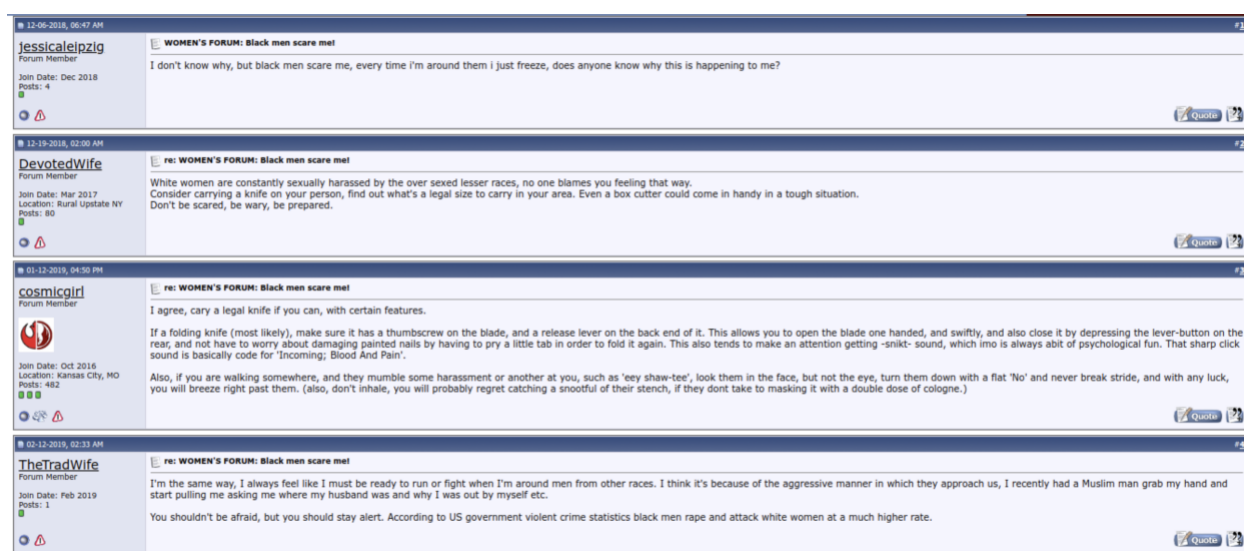 12-06-2018, 06:47 AM
#1
jessicaleipzig
Forum Member
Join Date: Dec 2018
Posts: 4
WOMEN'S FORUM: Black men scare me!
I don't know why, but black men scare me, every time i'm around them i just freeze, does anyone know why this is happening to me?
Quote
12-19-2018, 02:00 AM
#2
DevotedWife
Forum Member
Join Date: Mar 2017
Location: Rural Upstate NY
Posts: 80
re: WOMEN'S FORUM: Black men scare me!
White women are constantly sexually harassed by the over sexed lesser races, no one blames you feeling that way.
Consider carrying a knife on your person, find out what's a legal size to carry in your area. Even a box cutter could come in handy in a tough situation.
Don't be scared, be wary, be prepared.
Quote
01-12-2019, 04:50 PM
#3
cosmicgirl
Forum Member
Join Date: Oct 2016
Location: Kansas City, MO
Posts: 482
re: WOMEN'S FORUM: Black men scare me!
I agree, cary a legal knife if you can, with certain features.
If a folding knife (most likely), make sure it has a thumbscrew on the blade, and a release lever on the back end of it. This allows you to open the blade one handed, and swiftly, and also close it by depressing the lever-button on the
rear, and not have to worry about damaging painted nails by having to pry a little tab in order to fold it again. This also tends to make an attention getting -snikt- sound, which imo is always abit of psychological fun. That sharp click
sound is basically code for 'Incoming; Blood And Pain'.
Also, if you are walking somewhere, and they mumble some harassment or another at you, such as 'eey shaw-tee', look them in the face, but not the eye, turn them down with a flat 'No' and never break stride, and with any luck,
you will breeze right past them. (also, don't inhale, you will probably regret catching a snootful of their stench, if they dont take to masking it with a double dose of cologne.)
Quote
02-12-2019, 02:33 AM
#4
TheTradWife
Forum Member
Join Date: Feb 2019
Posts: 1
re: WOMEN'S FORUM: Black men scare me!
I'm the same way, I always feel like I must be ready to run or fight when I'm around men from other races. I think it's because of the aggressive manner in which they approach us, I recently had a Muslim man grab my hand and
start pulling me asking me where my husband was and why I was out by myself etc.
You shouldn't be afraid, but you should stay alert. According to US government violent crime statistics black men rape and attack white women at a much higher rate.
Quote